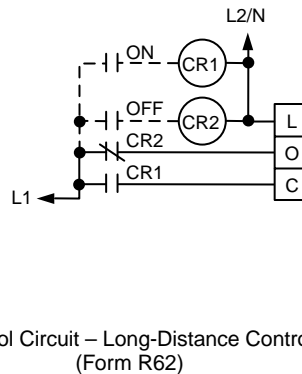 L2/N
ON
CR1
OFF
CR2
L
CR2
O
CR1
C
L1
ol Circuit – Long-Distance Contro
(Form R62)